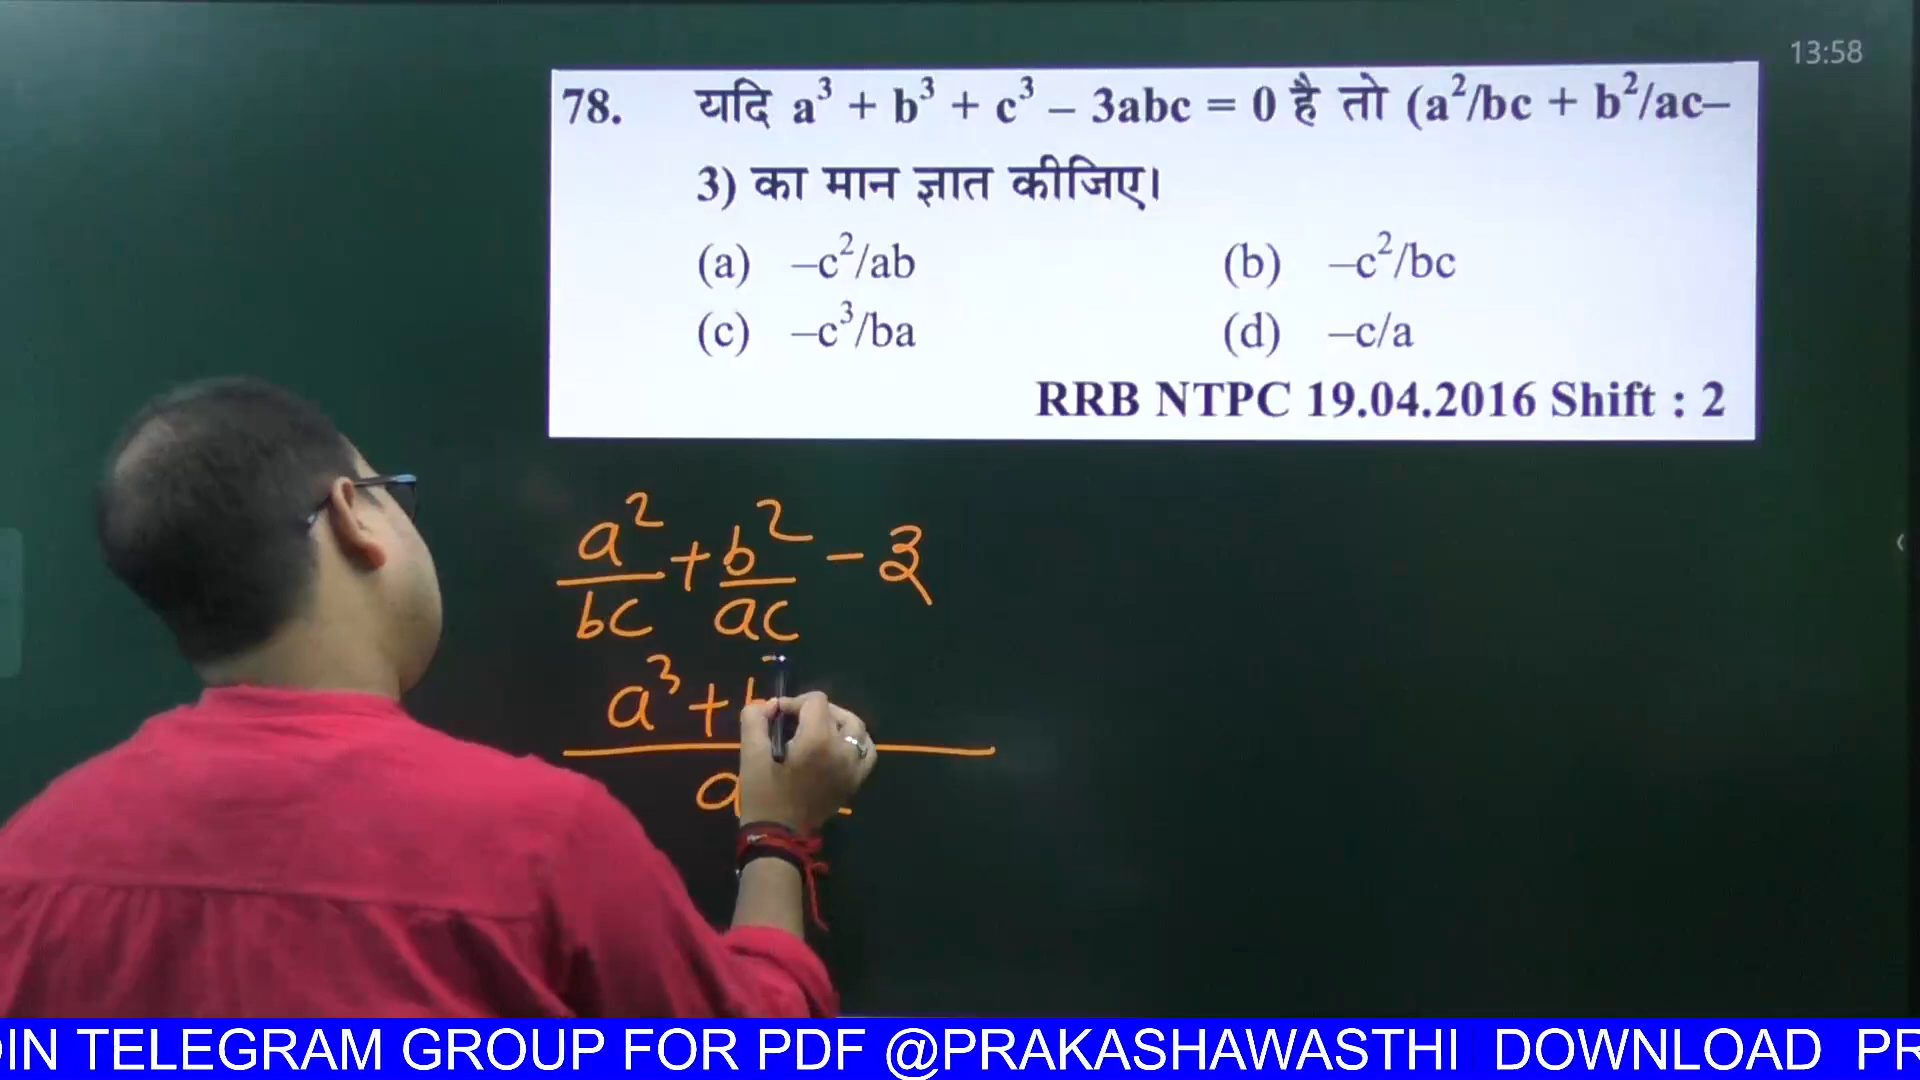 13:58
78. यदि a³ + b³ + c³ – 3abc = 0 है तो (a²/bc + b²/ac–
3) का मान ज्ञात कीजिए।
(a) –c²/ab (b) –c²/bc
(c) –c³/ba (d) –c/a
RRB NTPC 19.04.2016 Shift : 2
a² + b² - 3
bc ac
a³ +
a
IN TELEGRAM GROUP FOR PDF @PRAKASHAWASTHI DOWNLOAD